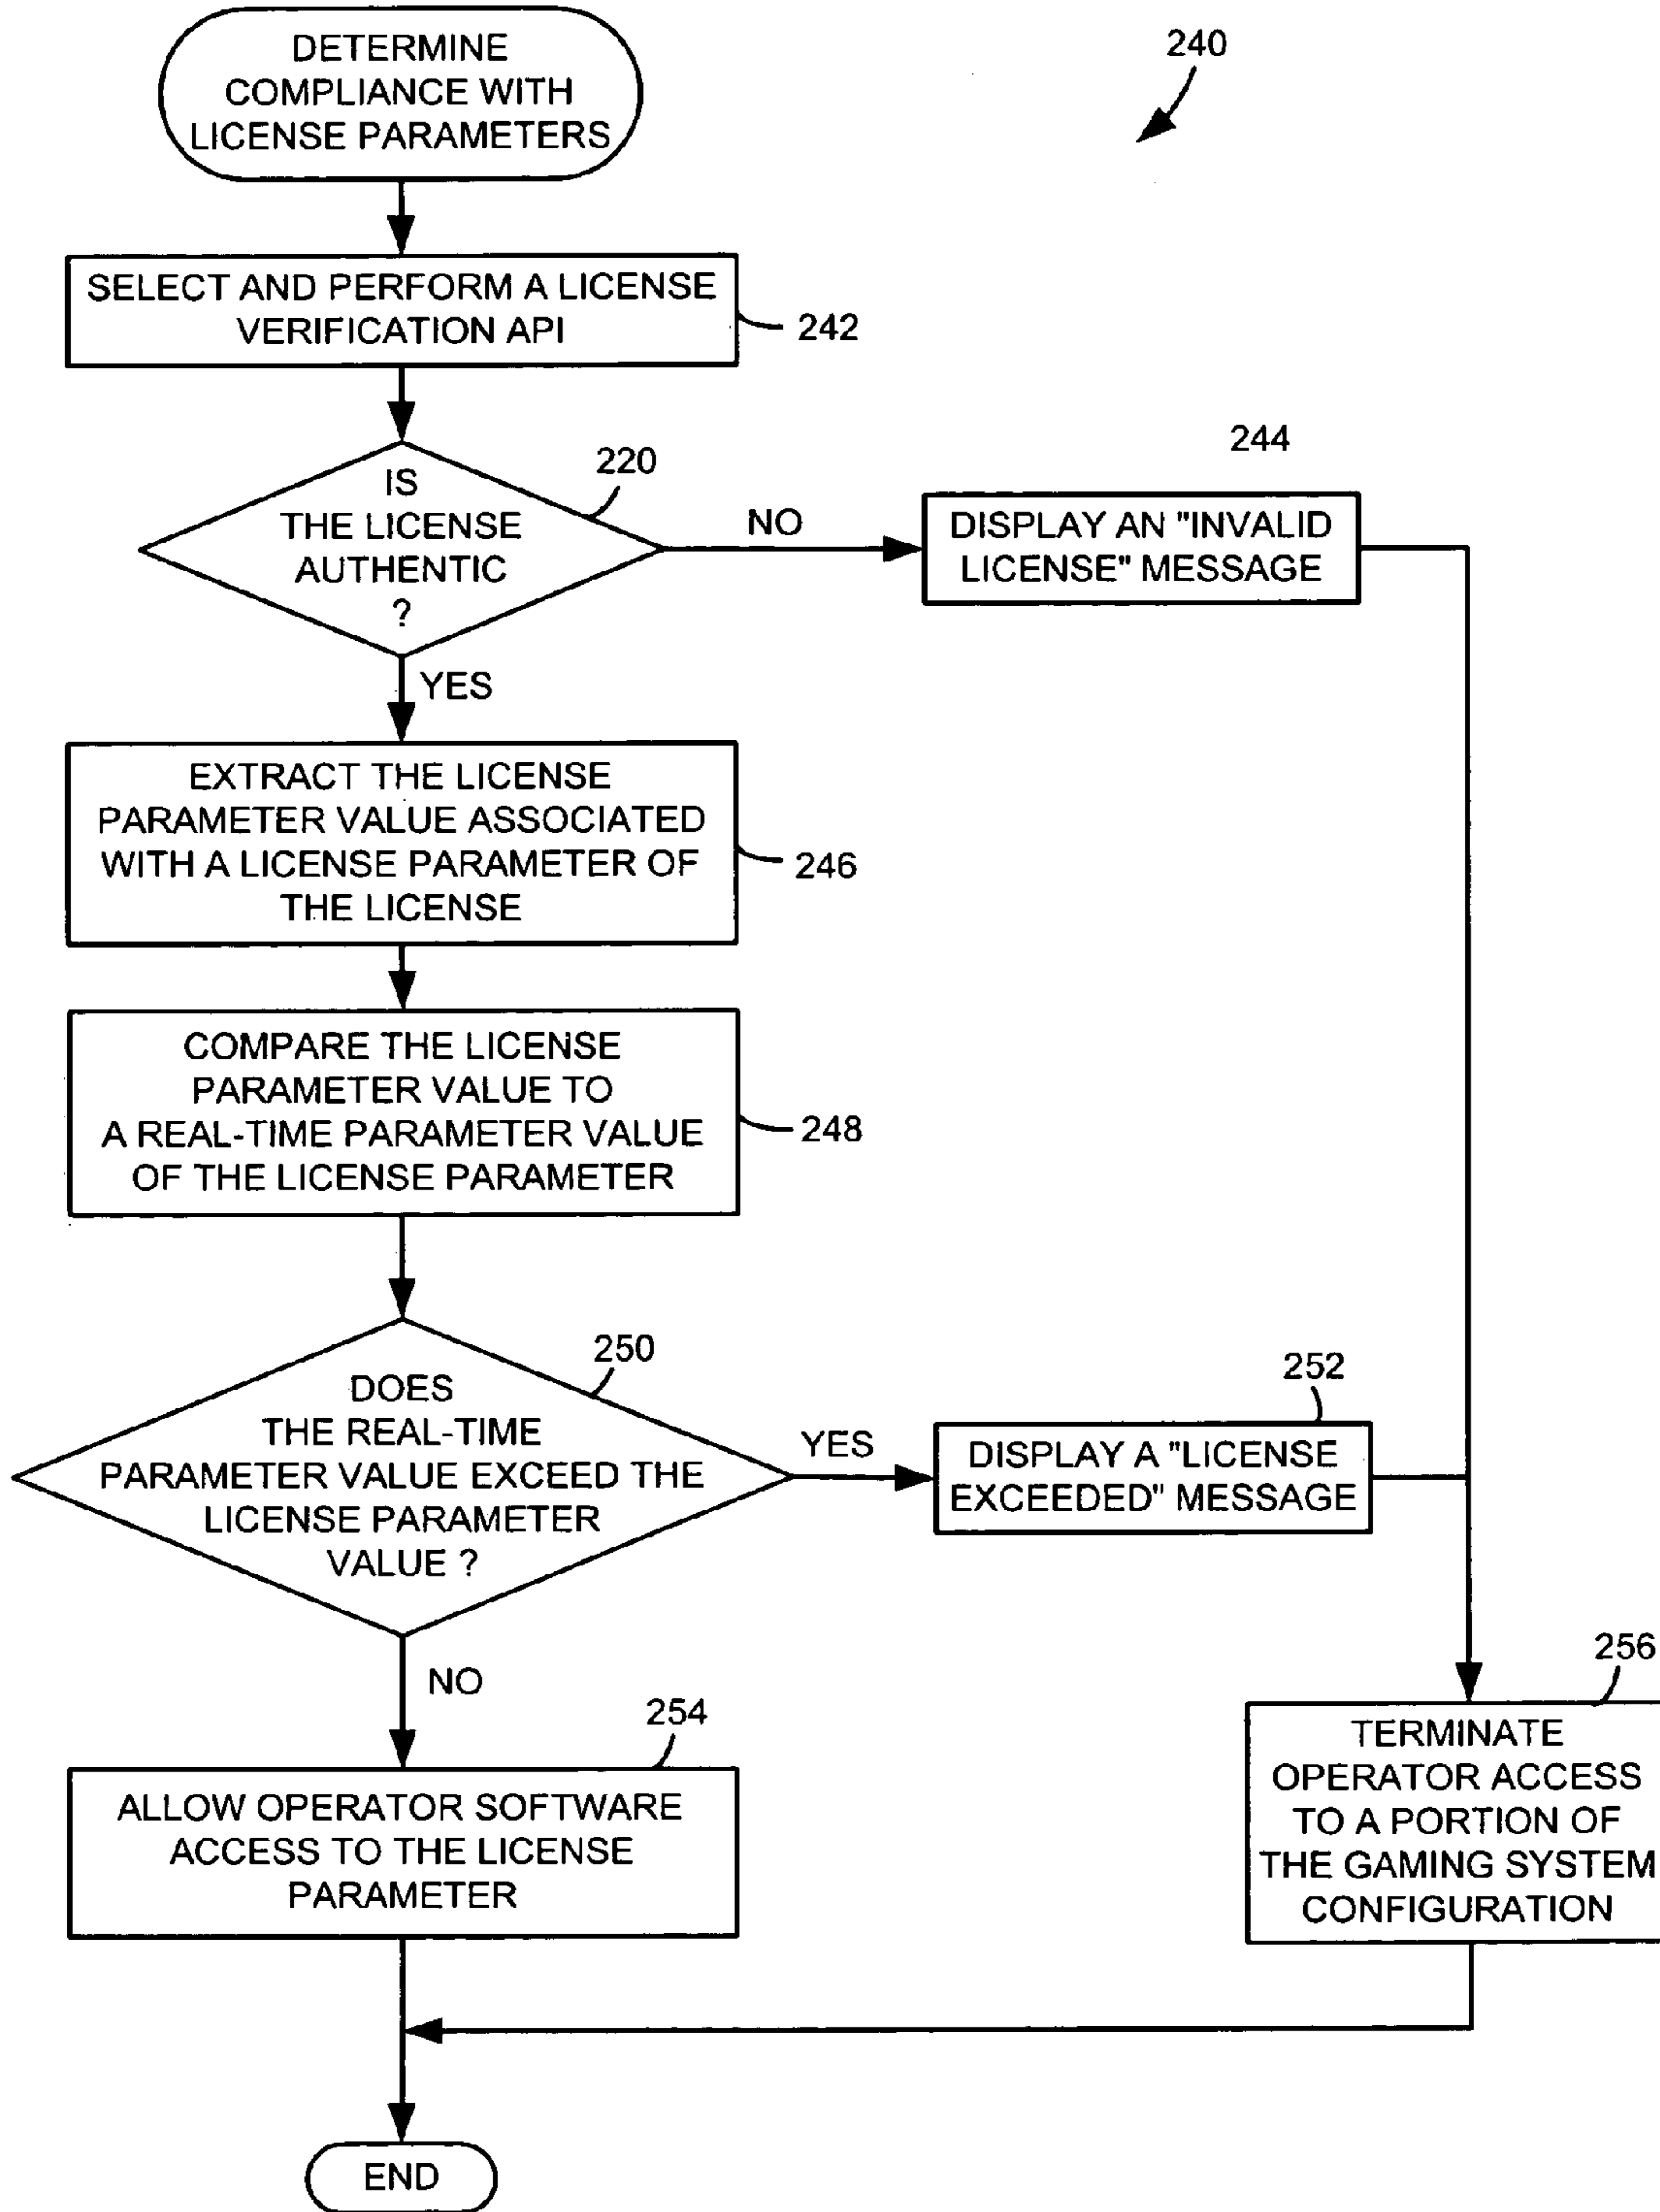 DETERMINE
COMPLIANCE WITH
LICENSE PARAMETERS
240
SELECT AND PERFORM A LICENSE
VERIFICATION API
242
IS
THE LICENSE
AUTHENTIC
?
220
NO
244
DISPLAY AN "INVALID
LICENSE" MESSAGE
YES
EXTRACT THE LICENSE
PARAMETER VALUE ASSOCIATED
WITH A LICENSE PARAMETER OF
THE LICENSE
246
COMPARE THE LICENSE
PARAMETER VALUE TO
A REAL-TIME PARAMETER VALUE
OF THE LICENSE PARAMETER
248
DOES
THE REAL-TIME
PARAMETER VALUE EXCEED THE
LICENSE PARAMETER
VALUE ?
250
YES
252
DISPLAY A "LICENSE
EXCEEDED" MESSAGE
NO
254
ALLOW OPERATOR SOFTWARE
ACCESS TO THE LICENSE
PARAMETER
256
TERMINATE
OPERATOR ACCESS
TO A PORTION OF
THE GAMING SYSTEM
CONFIGURATION
END